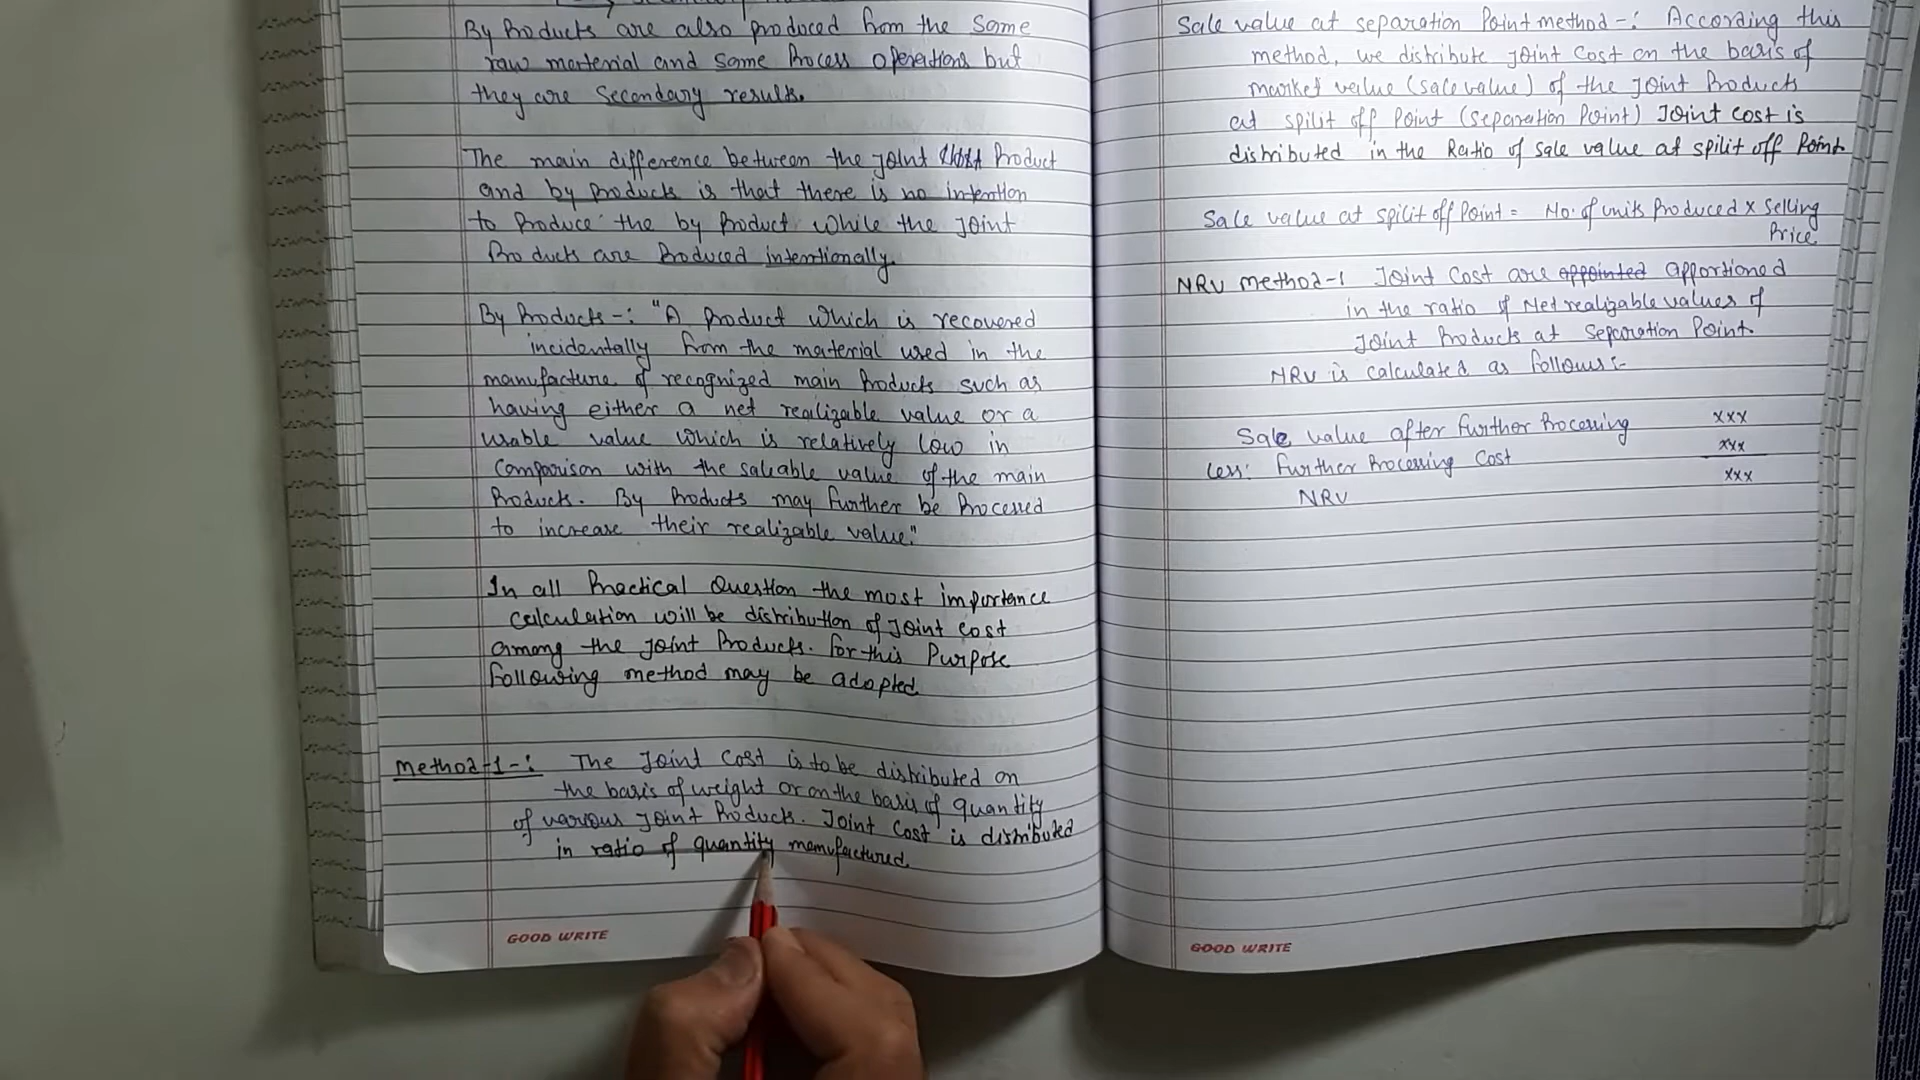 By Products are also produced from the same
raw material and same Process operations but
they are secondary results.
The main difference between the joint Product
and by products is that there is no intention
to produce the by Product while the joint
Products are Produced intentionally.
By Products-: "A product which is recovered
incidentally from the material used in the
manufacture of recognized main Products such as
having either a net realizable value or a
usable value which is relatively low in
comparison with the saleable value of the main
Products. By Products may further be Processed
to increase their realizable value."
In all Practical Question the most importance
calculation will be distribution of joint cost
among the joint Products. For this Purpose
following method may be adopted
Method-1-: The Joint Cost is to be distributed on
the basis of weight or on the basis of quantity
of various joint Products. Joint Cost is distributed
in ratio of quantity manufactured.
GOOD WRITE
Sale value at separation Point method-: According this
method, we distribute joint cost on the basis of
market value (sale value) of the joint Products
at spilit off Point (separation Point) Joint cost is
distributed in the Ratio of sale value at spilit off Point
Sale value at spilit off Point = No. of units Produced x Selling
Price
NRV method-: Joint Cost are appointed apportioned
in the ratio of Net realizable values of
Joint Products at Separation Point.
NRV is calculated as follows:-
Sale value after further Processing xxx
Less: Further Processing Cost xxx
NRV xxx
GOOD WRITE